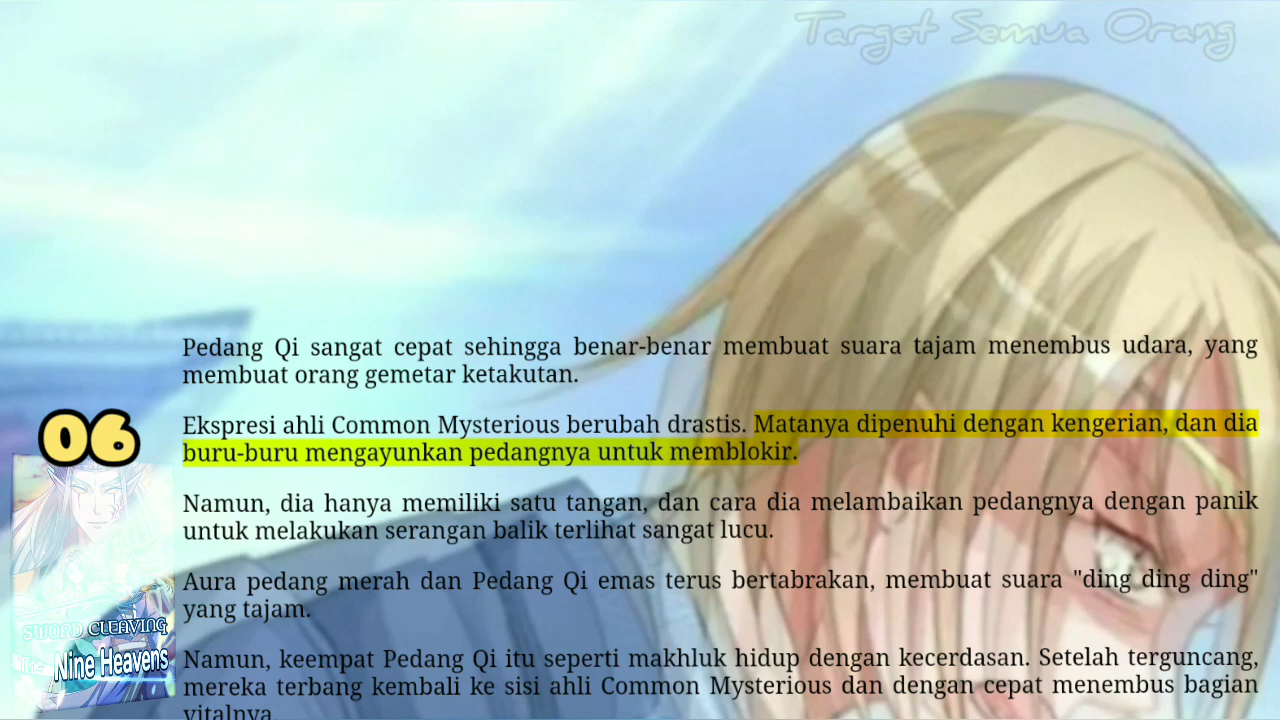 Target Semua Orang
Pedang Qi sangat cepat sehingga benar-benar membuat suara tajam menembus udara, yang
membuat orang gemetar ketakutan.
Ekspresi ahli Common Mysterious berubah drastis. Matanya dipenuhi dengan kengerian, dan dia
buru-buru mengayunkan pedangnya untuk memblokir.
06
Namun, dia hanya memiliki satu tangan, dan cara dia melambaikan pedangnya dengan panik
untuk melakukan serangan balik terlihat sangat lucu.
Aura pedang merah dan Pedang Qi emas terus bertabrakan, membuat suara "ding ding ding"
yang tajam.
SWORD CLEAVING
The Nine Heavens
Namun, keempat Pedang Qi itu seperti makhluk hidup dengan kecerdasan. Setelah terguncang,
mereka terbang kembali ke sisi ahli Common Mysterious dan dengan cepat menembus bagian
vitalnya.